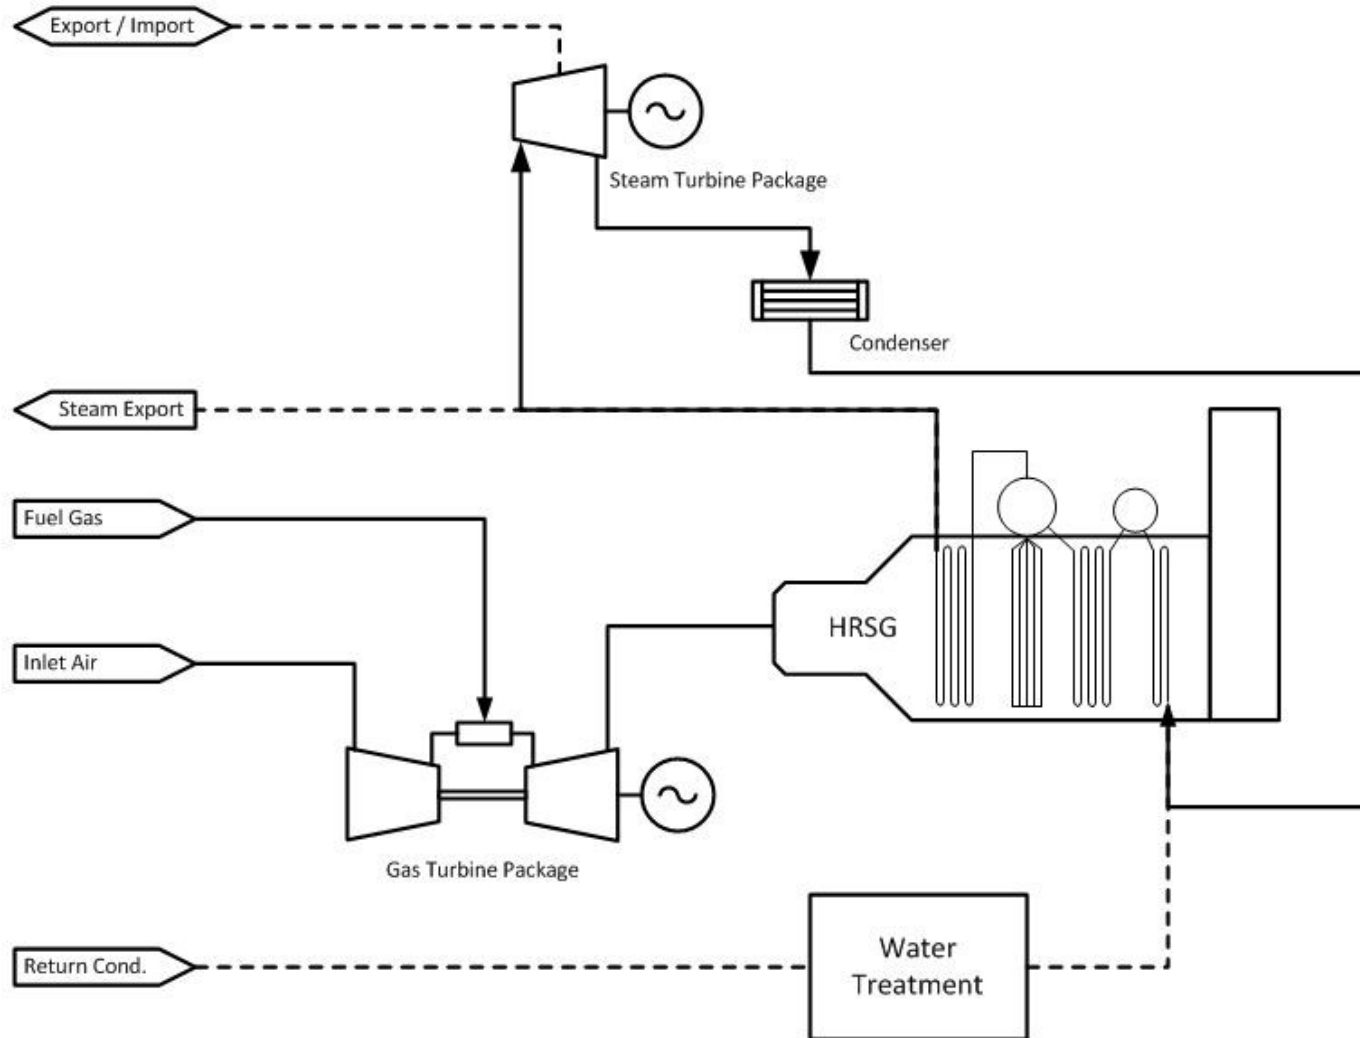 Export / Import
Steam Turbine Package
Condenser
Steam Export
Fuel Gas
HRSG
Inlet Air
Gas Turbine Package
Water
Treatment
Return Cond.